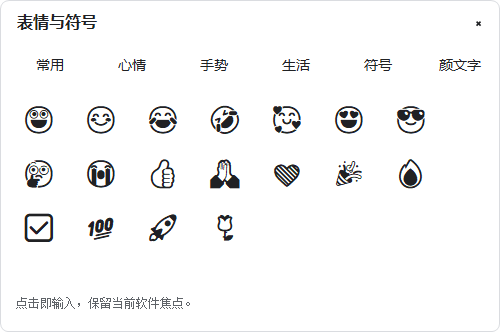 表情与符号
常用 心情 手势 生活 符号 颜文字
😀 😊 😂 🤣 🥰 😍 😎
🤔 😭 👍 🙏 ❤ 🎉 🔥
☑ 💯 🚀 🌷
点击即输入，保留当前软件焦点。